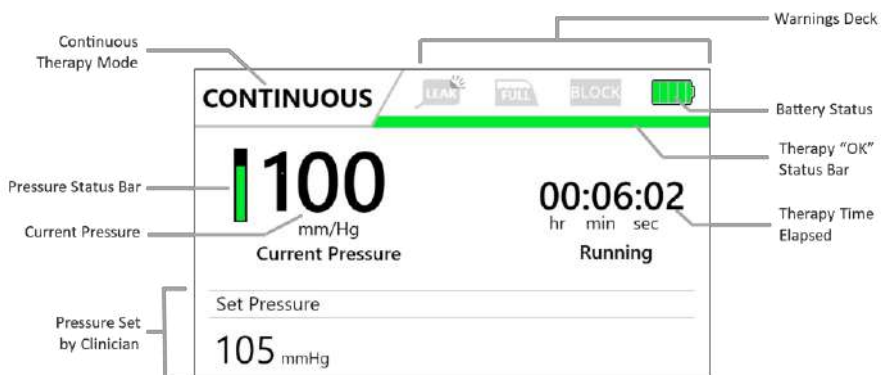 Warnings Deck
Continuous
Therapy Mode
CONTINUOUS
LEAK
FULL
BLOCK
Battery Status
Therapy “OK”
Status Bar
Pressure Status Bar
100
00:06:02
hr min sec
Therapy Time
Elapsed
Current Pressure
mm/Hg
Current Pressure
Running
Set Pressure
Pressure Set
by Clinician
105 mmHg